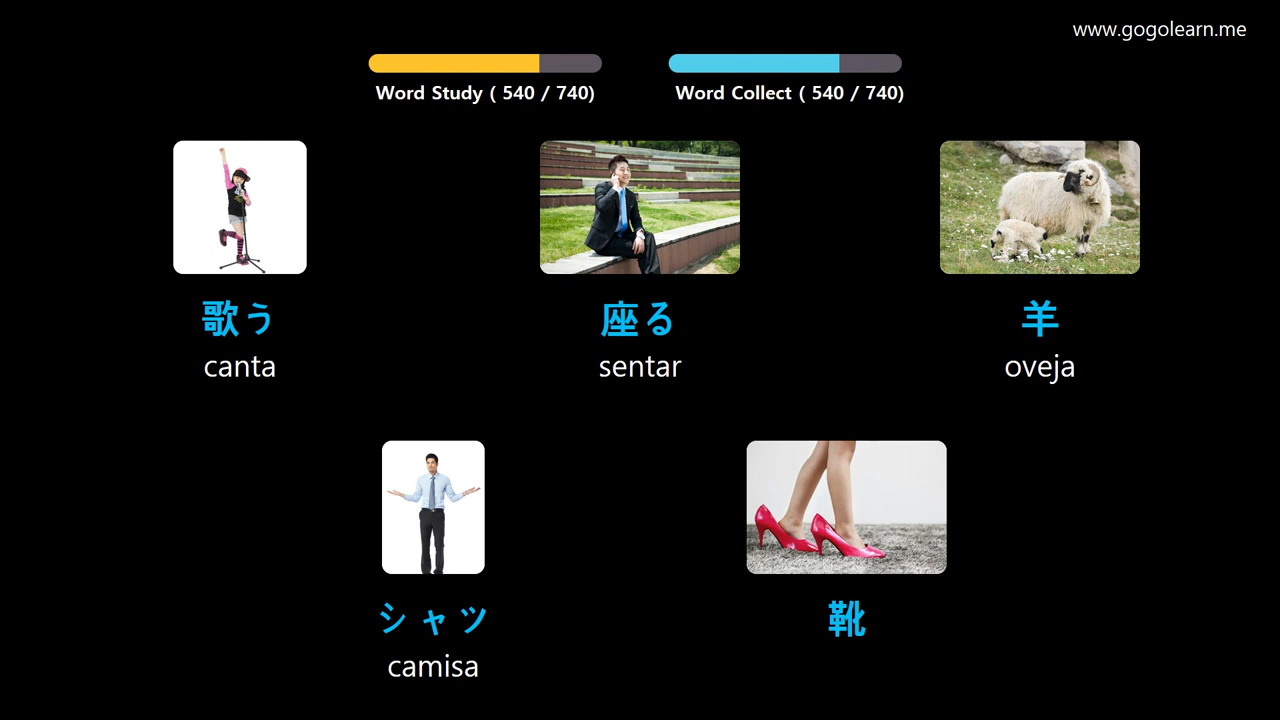 www.gogolearn.me
Word Study ( 540 / 740)
Word Collect ( 540 / 740)
歌う
canta
座る
sentar
羊
oveja
シャツ
camisa
靴